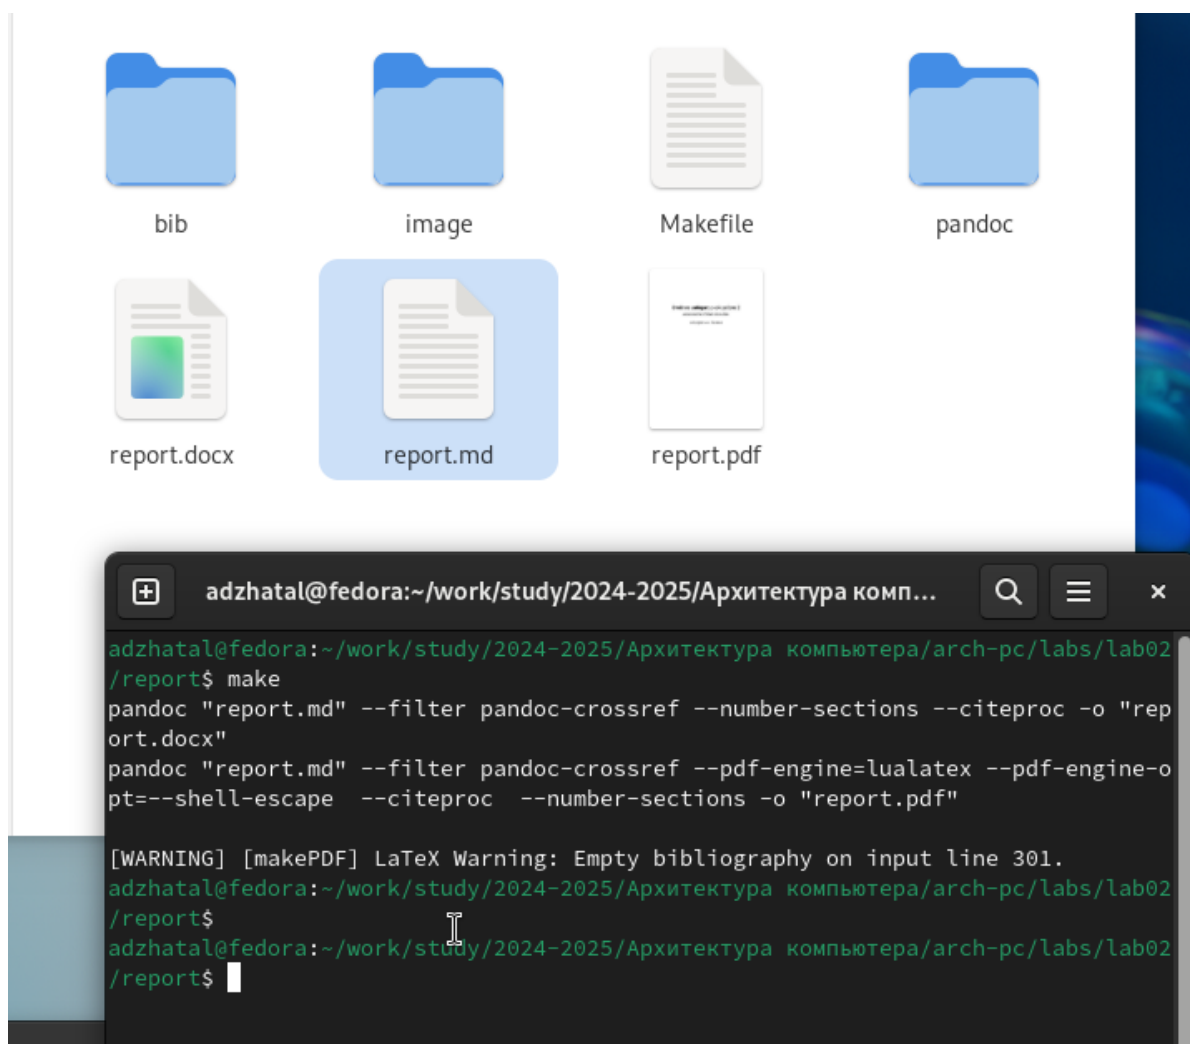 bib
image
Makefile
pandoc
report.docx
report.md
report.pdf
adzhatal@fedora:~/work/study/2024-2025/Архитектура комп...
adzhatal@fedora:~/work/study/2024-2025/Архитектура компьютера/arch-pc/labs/lab02
/report$ make
pandoc "report.md" --filter pandoc-crossref --number-sections --citeproc -o "rep
ort.docx"
pandoc "report.md" --filter pandoc-crossref --pdf-engine=lualatex --pdf-engine-o
pt=--shell-escape  --citeproc  --number-sections -o "report.pdf"
[WARNING] [makePDF] LaTeX Warning: Empty bibliography on input line 301.
adzhatal@fedora:~/work/study/2024-2025/Архитектура компьютера/arch-pc/labs/lab02
/report$
adzhatal@fedora:~/work/study/2024-2025/Архитектура компьютера/arch-pc/labs/lab02
/report$